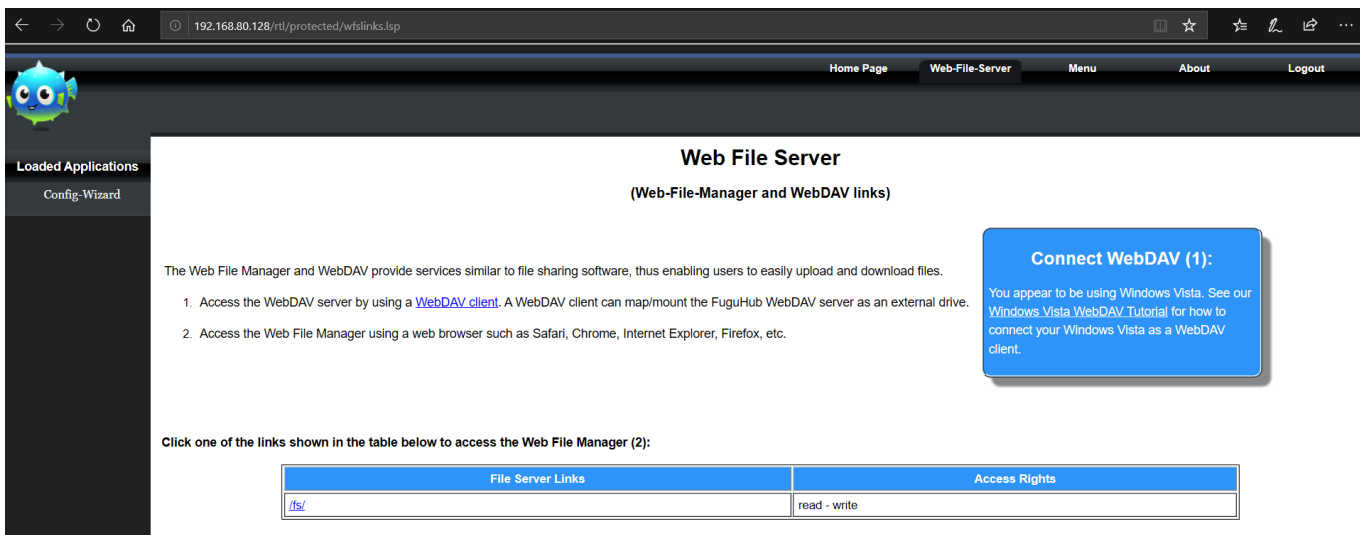 192.168.80.128/rtl/protected/wfslinks.lsp
Home Page
Web-File-Server
Menu
About
Logout
Loaded Applications
Config-Wizard
Web File Server
(Web-File-Manager and WebDAV links)
The Web File Manager and WebDAV provide services similar to file sharing software, thus enabling users to easily upload and download files.
1. Access the WebDAV server by using a WebDAV client. A WebDAV client can map/mount the FuguHub WebDAV server as an external drive.
2. Access the Web File Manager using a web browser such as Safari, Chrome, Internet Explorer, Firefox, etc.
Connect WebDAV (1):
You appear to be using Windows Vista. See our
Windows Vista WebDAV Tutorial for how to
connect your Windows Vista as a WebDAV
client.
Click one of the links shown in the table below to access the Web File Manager (2):
File Server Links
Access Rights
/fs/
read - write